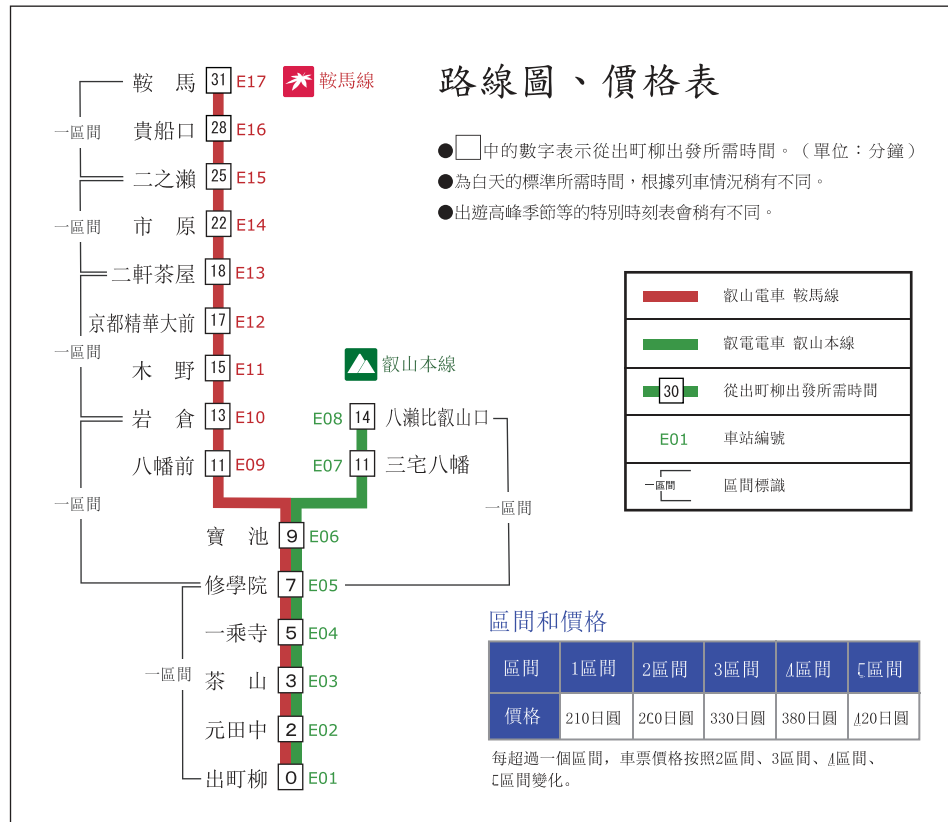 路線圖、價格表
●□中的數字表示從出町柳出發所需時間。(單位：分鐘)
●為白天的標準所需時間，根據列車情況稍有不同。
●出遊高峰季節等的特別時刻表會稍有不同。
鞍馬 31 E17 鞍馬線
一區間
貴船口 28 E16
二之瀨 25 E15
一區間
市原 22 E14
二軒茶屋 18 E13
京都精華大前 17 E12
一區間
木野 15 E11
叡山本線
岩倉 13 E10
E08 14 八瀨比叡山口
八幡前 11 E09
E07 11 三宅八幡
一區間
一區間
寶池 9 E06
修學院 7 E05
一乘寺 5 E04
一區間
茶山 3 E03
元田中 2 E02
出町柳 0 E01
叡山電車 鞍馬線
叡電電車 叡山本線
30 從出町柳出發所需時間
E01 車站編號
一區間 區間標識
區間和價格
區間 1區間 2區間 3區間 4區間 5區間
價格 210日圓 330日圓 380日圓 420日圓
每超過一個區間，車票價格按照2區間、3區間、4區間、
5區間變化。